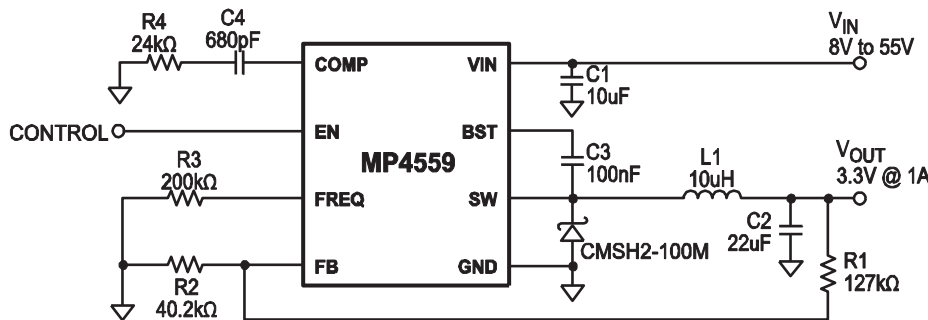 R4
24kΩ
C4
680pF
COMP
VIN
C1
10uF
V_IN
8V to 55V
CONTROL
EN
BST
MP4559
C3
100nF
R3
200kΩ
FREQ
SW
L1
10uH
V_OUT
3.3V @ 1A
C2
22uF
CMSH2-100M
R2
40.2kΩ
FB
GND
R1
127kΩ